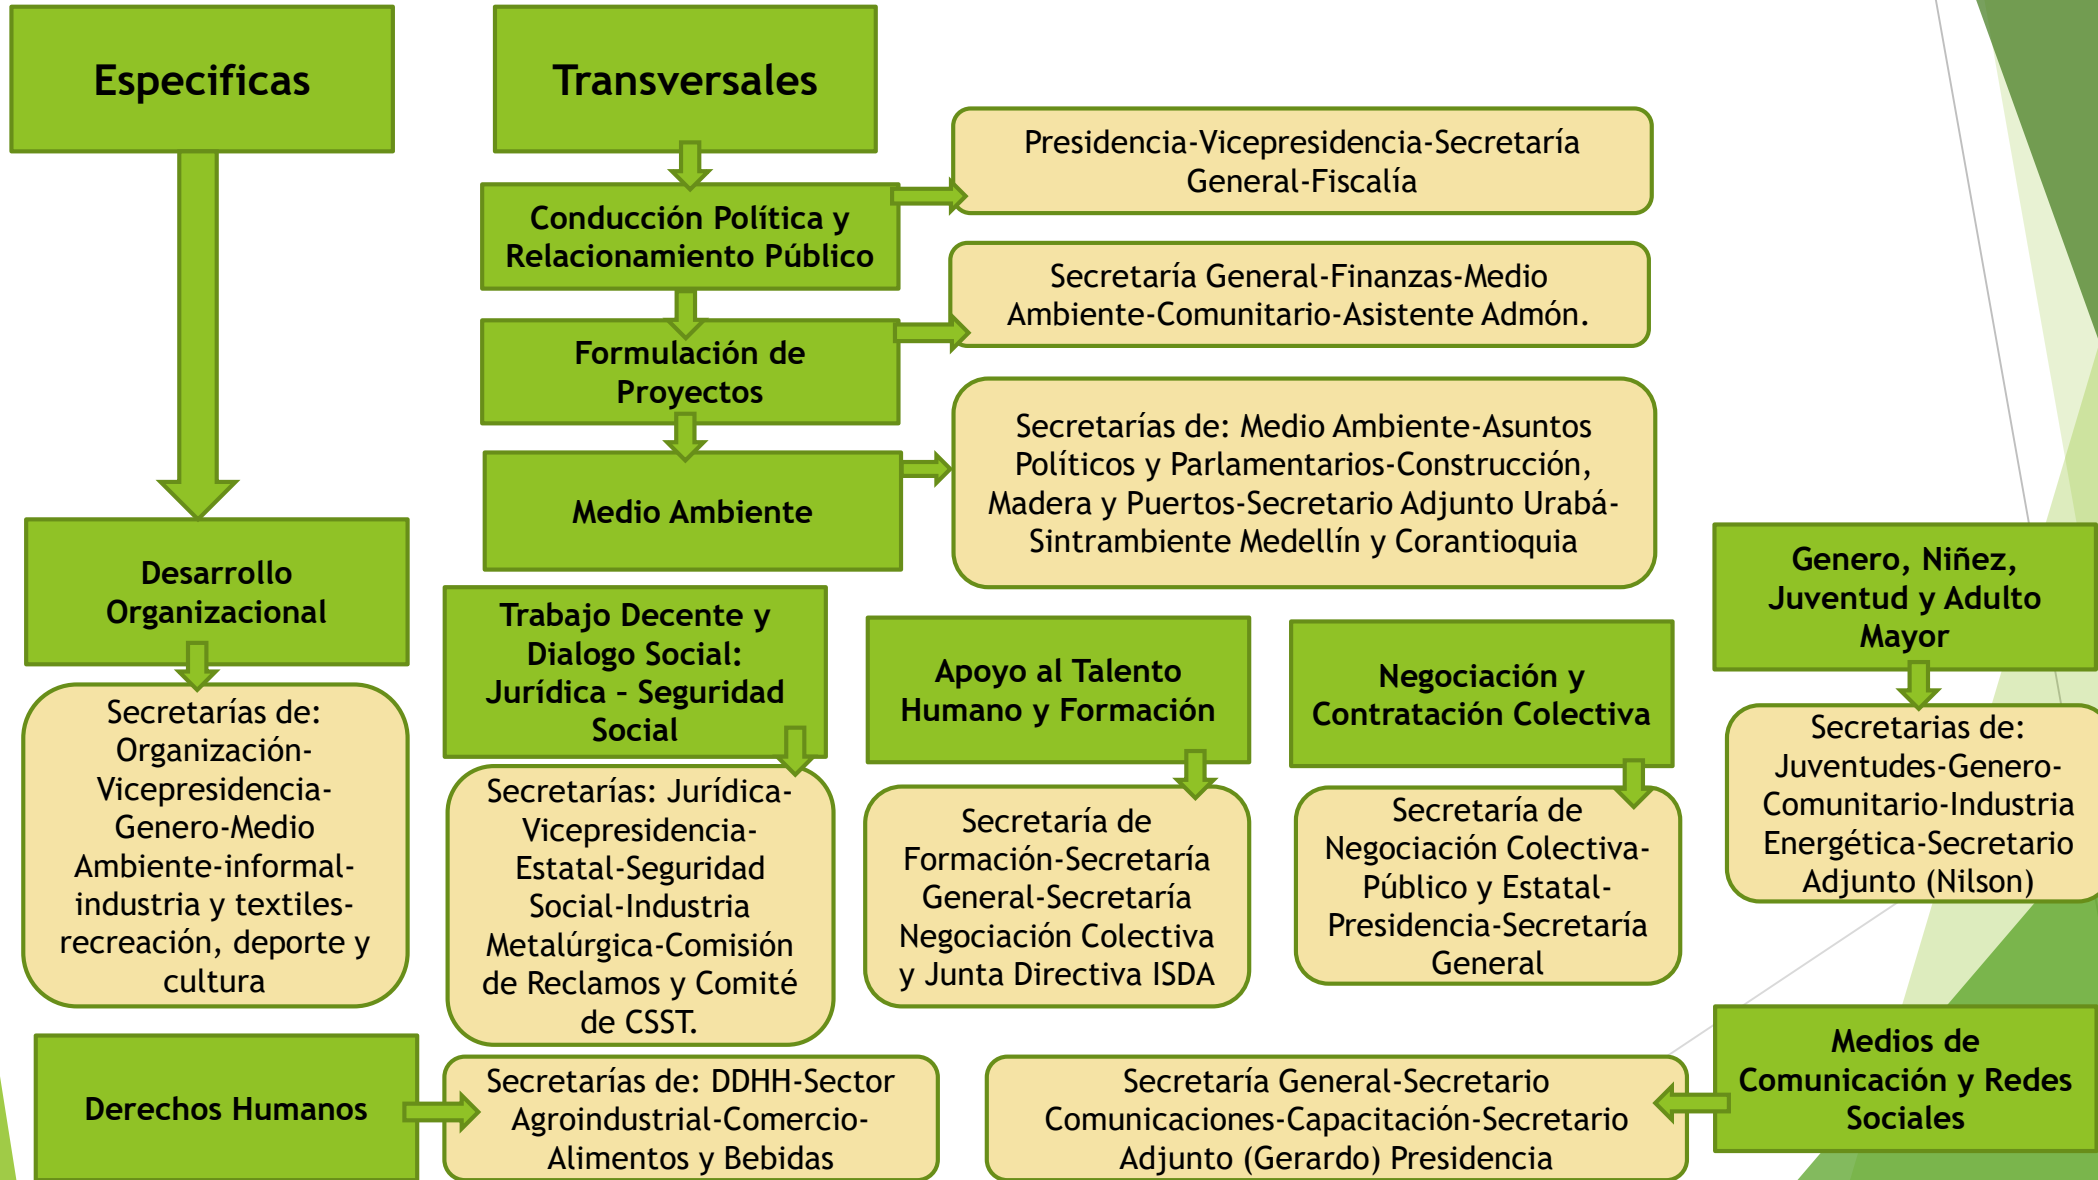 Especificas
Transversales
Presidencia-Vicepresidencia-Secretaría
General-Fiscalía
Conducción Política y
Relacionamiento Público
Secretaría General-Finanzas-Medio
Ambiente-Comunitario-Asistente Admón.
Formulación de
Proyectos
Secretarías de: Medio Ambiente-Asuntos
Políticos y Parlamentarios-Construcción,
Madera y Puertos-Secretario Adjunto Urabá-
Sintrambiente Medellín y Corantioquia
Medio Ambiente
Desarrollo
Organizacional
Secretarías de:
Organización-
Vicepresidencia-
Genero-Medio
Ambiente-informal-
industria y textiles-
recreación, deporte y
cultura
Trabajo Decente y
Dialogo Social:
Jurídica – Seguridad
Social
Secretarías: Jurídica-
Vicepresidencia-
Estatal-Seguridad
Social-Industria
Metalúrgica-Comisión
de Reclamos y Comité
de CSST.
Apoyo al Talento
Humano y Formación
Secretaría de
Formación-Secretaría
General-Secretaría
Negociación Colectiva
y Junta Directiva ISDA
Negociación y
Contratación Colectiva
Secretaría de
Negociación Colectiva-
Público y Estatal-
Presidencia-Secretaría
General
Genero, Niñez,
Juventud y Adulto
Mayor
Secretarias de:
Juventudes-Genero-
Comunitario-Industria
Energética-Secretario
Adjunto (Nilson)
Derechos Humanos
Secretarías de: DDHH-Sector
Agroindustrial-Comercio-
Alimentos y Bebidas
Secretaría General-Secretario
Comunicaciones-Capacitación-Secretario
Adjunto (Gerardo) Presidencia
Medios de
Comunicación y Redes
Sociales